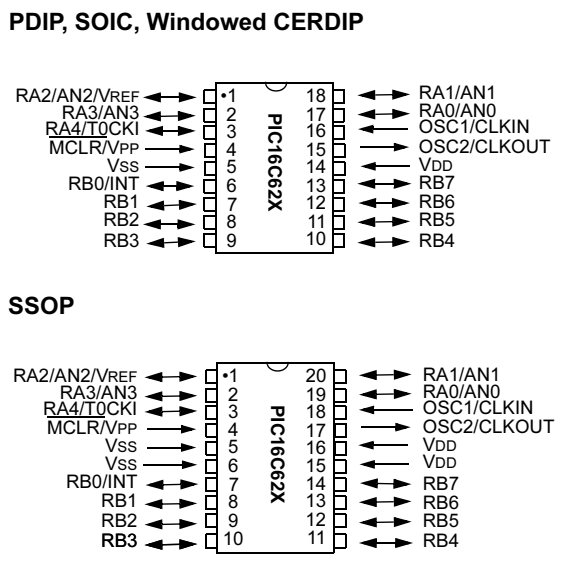 PDIP, SOIC, Windowed CERDIP
RA2/AN2/VREF •1 18 RA1/AN1
RA3/AN3 2 17 RA0/AN0
RA4/T0CKI 3 16 OSC1/CLKIN
MCLR/VPP 4 15 OSC2/CLKOUT
VSS 5 14 VDD
RB0/INT 6 13 RB7
RB1 7 12 RB6
RB2 8 11 RB5
RB3 9 10 RB4
PIC16C62X
SSOP
RA2/AN2/VREF •1 20 RA1/AN1
RA3/AN3 2 19 RA0/AN0
RA4/T0CKI 3 18 OSC1/CLKIN
MCLR/VPP 4 17 OSC2/CLKOUT
VSS 5 16 VDD
VSS 6 15 VDD
RB0/INT 7 14 RB7
RB1 8 13 RB6
RB2 9 12 RB5
RB3 10 11 RB4
PIC16C62X